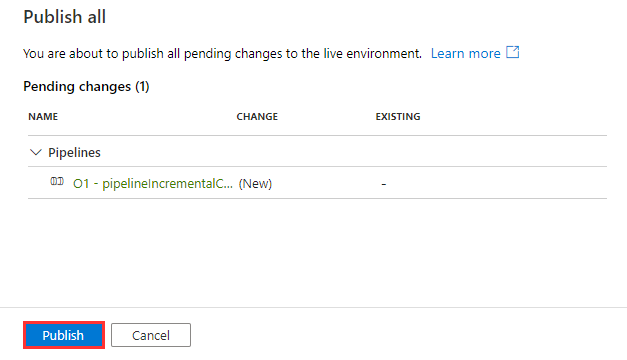 Publish all
You are about to publish all pending changes to the live environment. Learn more
Pending changes (1)
NAME CHANGE EXISTING
Pipelines
O1 - pipelineIncrementalC... (New) -
Publish Cancel